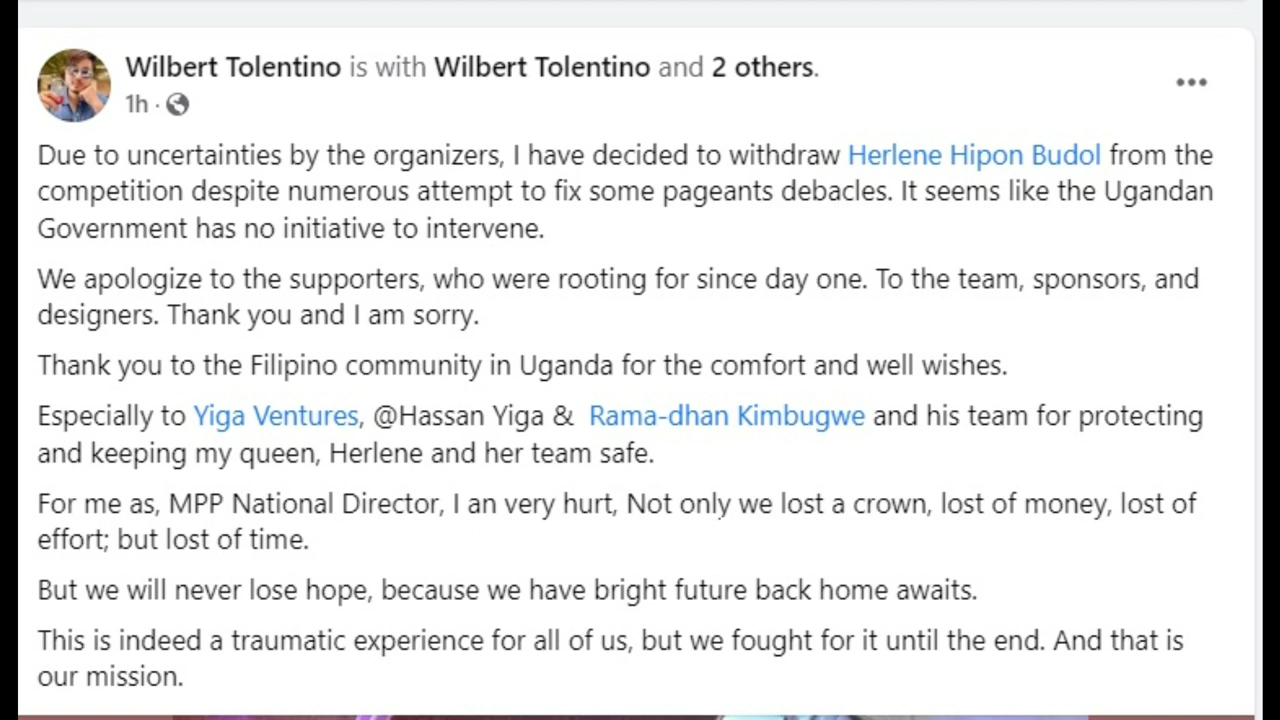 Wilbert Tolentino is with Wilbert Tolentino and 2 others.
1h ·
Due to uncertainties by the organizers, I have decided to withdraw Herlene Hipon Budol from the
competition despite numerous attempt to fix some pageants debacles. It seems like the Ugandan
Government has no initiative to intervene.
We apologize to the supporters, who were rooting for since day one. To the team, sponsors, and
designers. Thank you and I am sorry.
Thank you to the Filipino community in Uganda for the comfort and well wishes.
Especially to Yiga Ventures, @Hassan Yiga & Rama-dhan Kimbugwe and his team for protecting
and keeping my queen, Herlene and her team safe.
For me as, MPP National Director, I an very hurt, Not only we lost a crown, lost of money, lost of
effort; but lost of time.
But we will never lose hope, because we have bright future back home awaits.
This is indeed a traumatic experience for all of us, but we fought for it until the end. And that is
our mission.